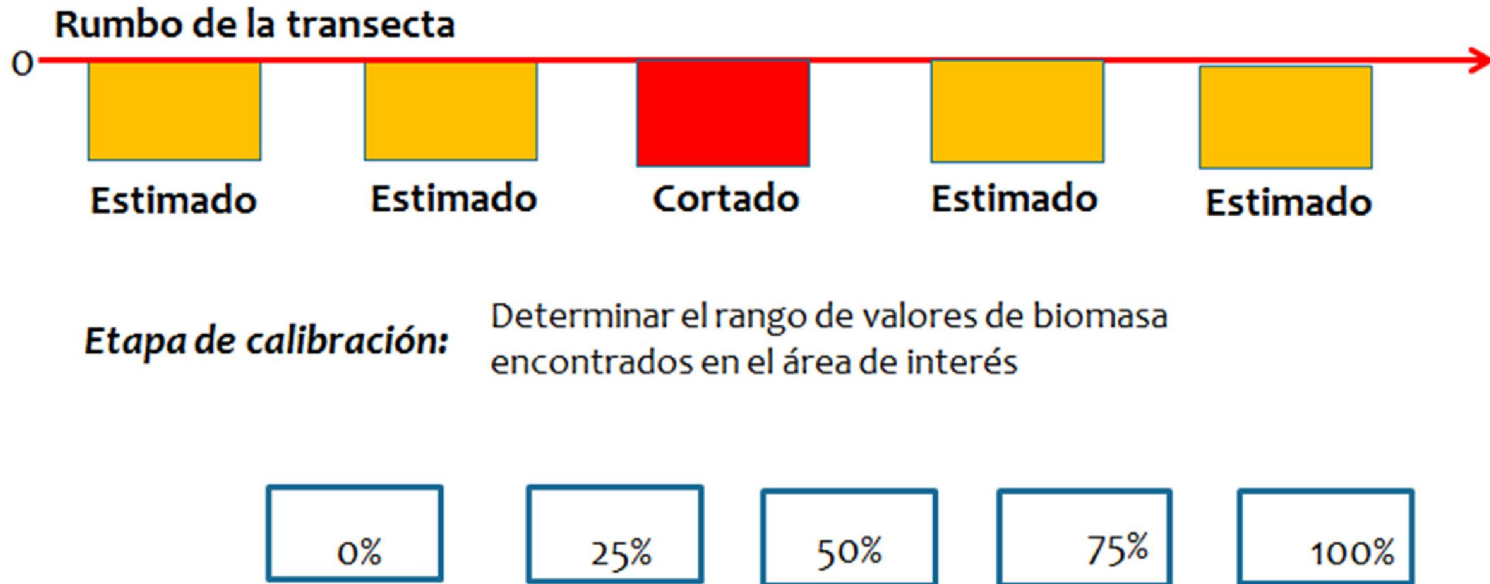 Rumbo de la transecta
0
Estimado Estimado Cortado Estimado Estimado
Etapa de calibración:
Determinar el rango de valores de biomasa
encontrados en el área de interés
0% 25% 50% 75% 100%